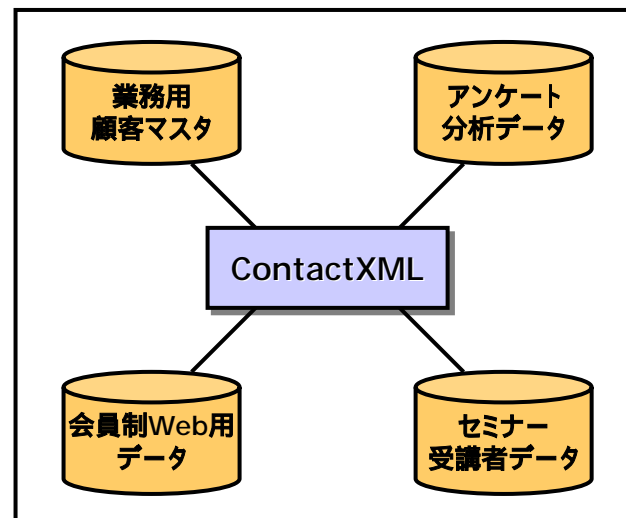 業務用
顧客マスタ
アンケート
分析データ
ContactXML
会員制Web用
データ
セミナー
受講者データ